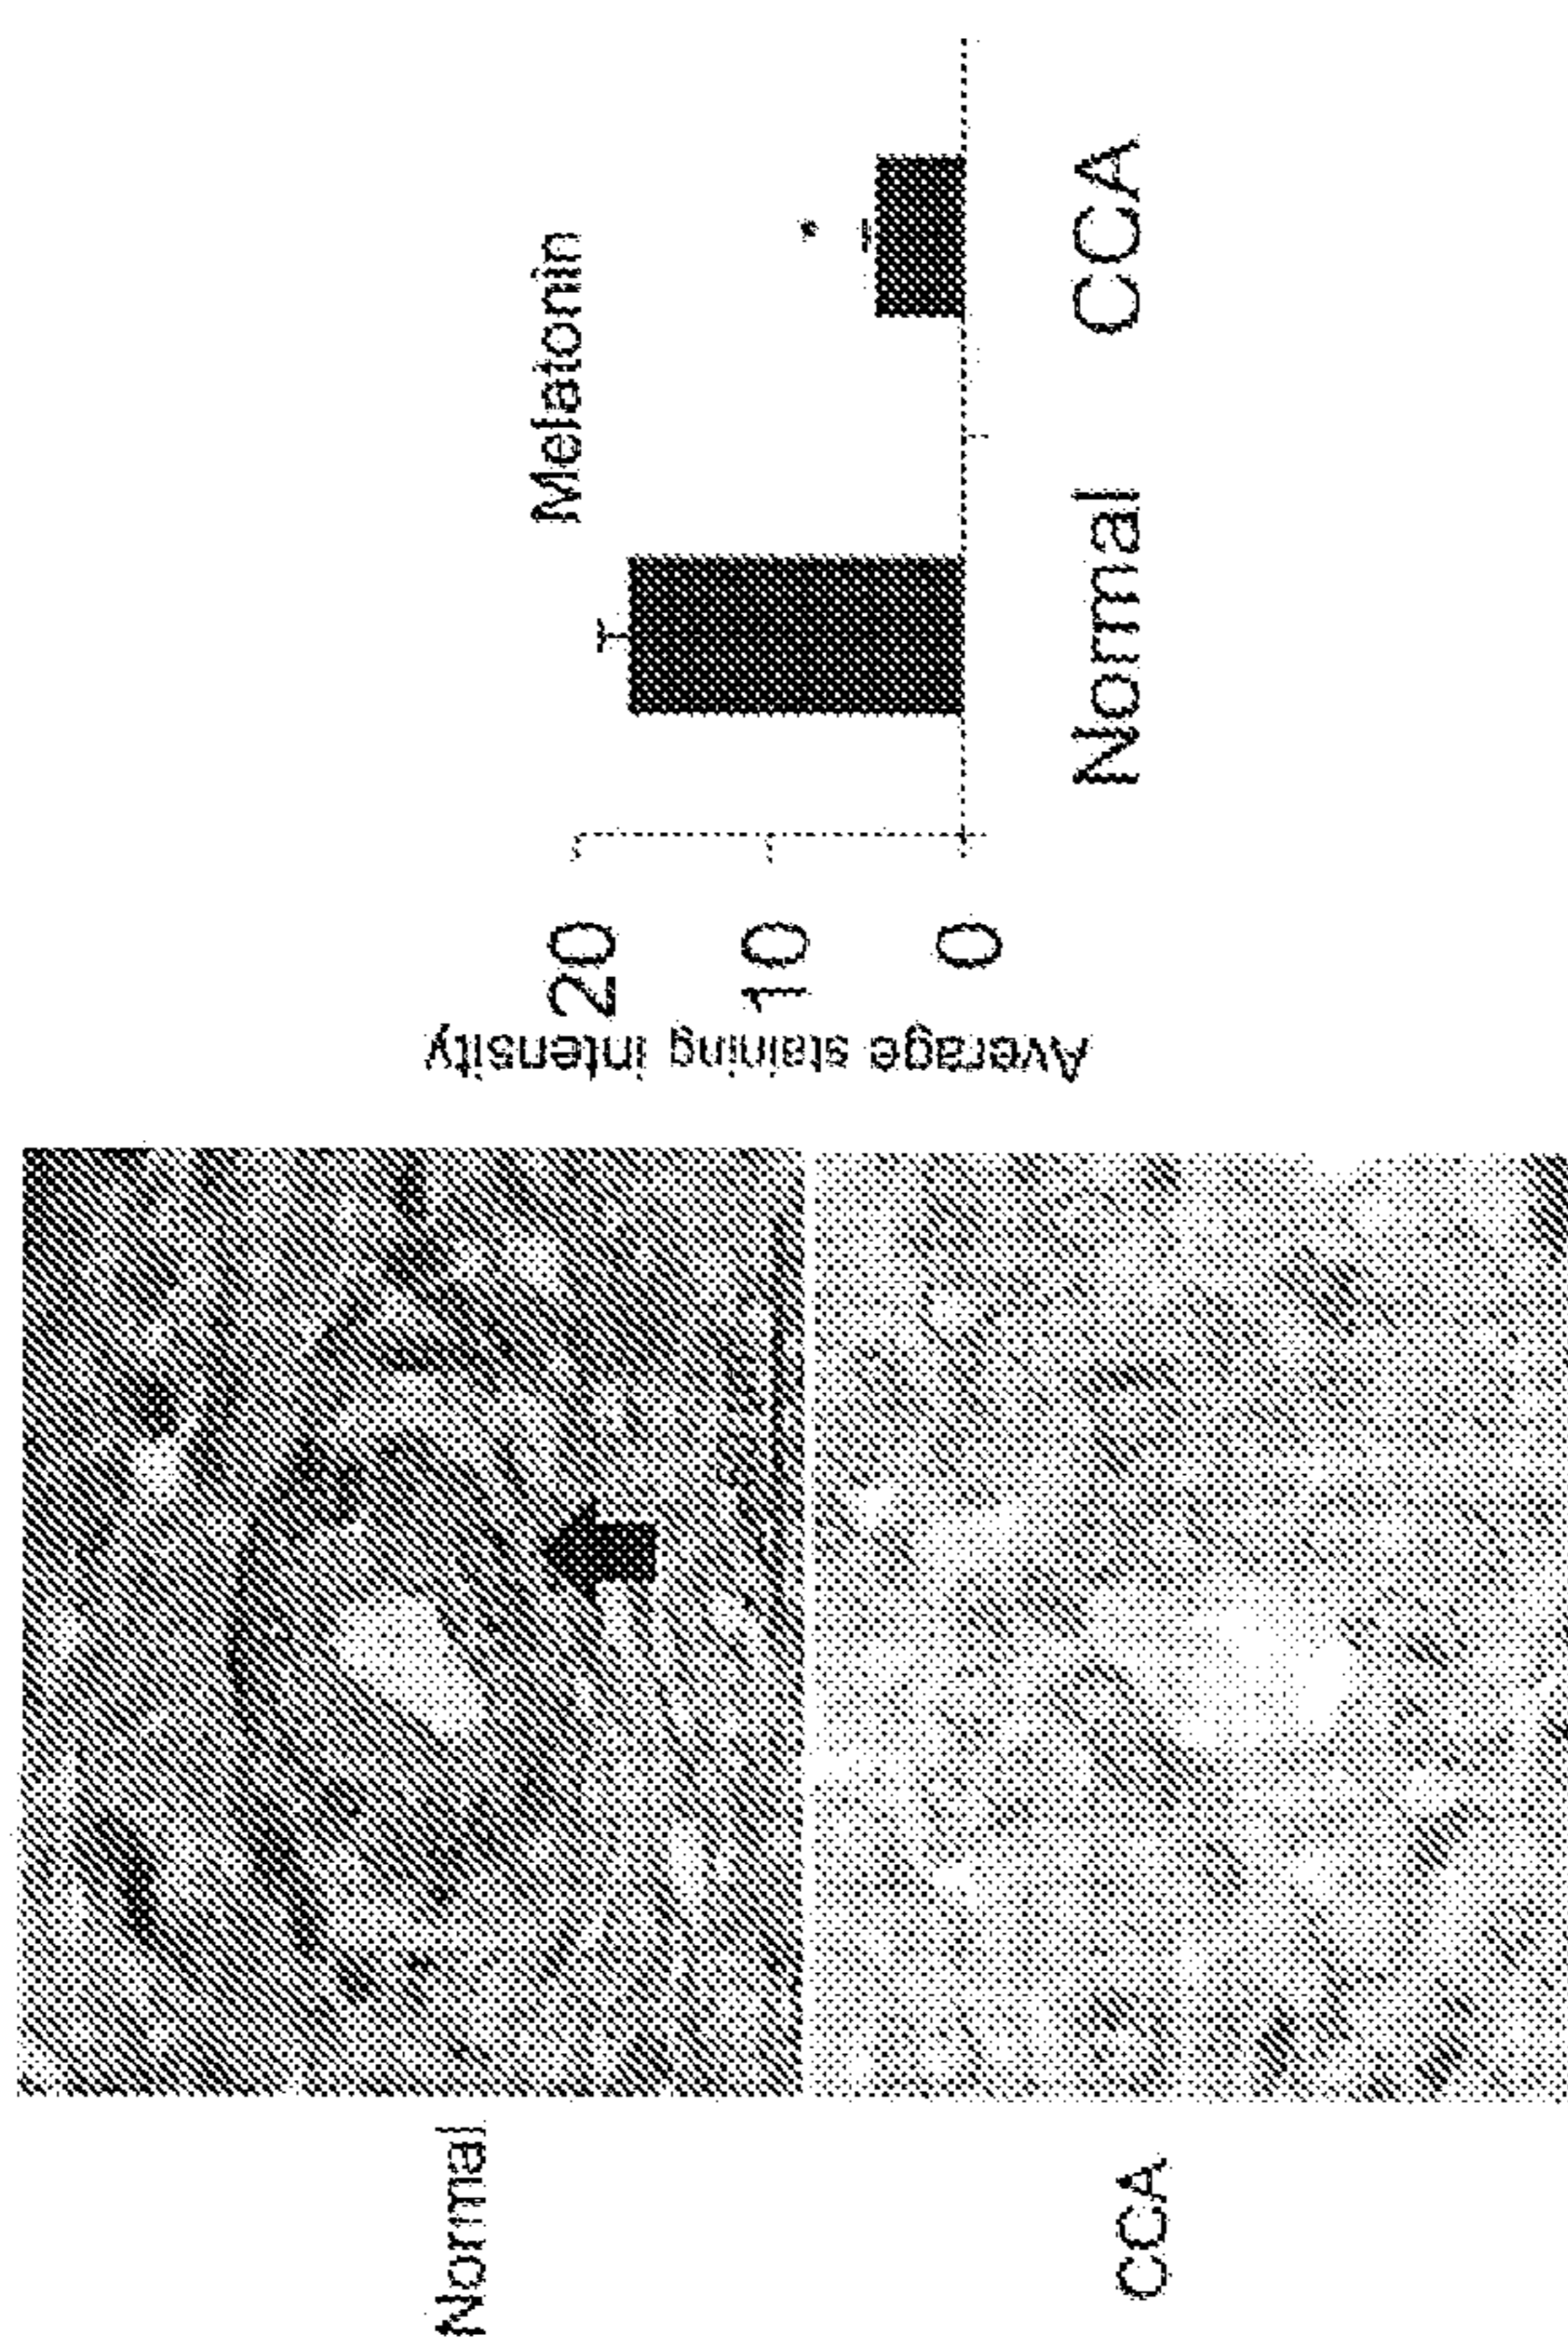 Normal
CCA
Melatonin
Average staining intensity
20
10
0
Normal
CCA
*